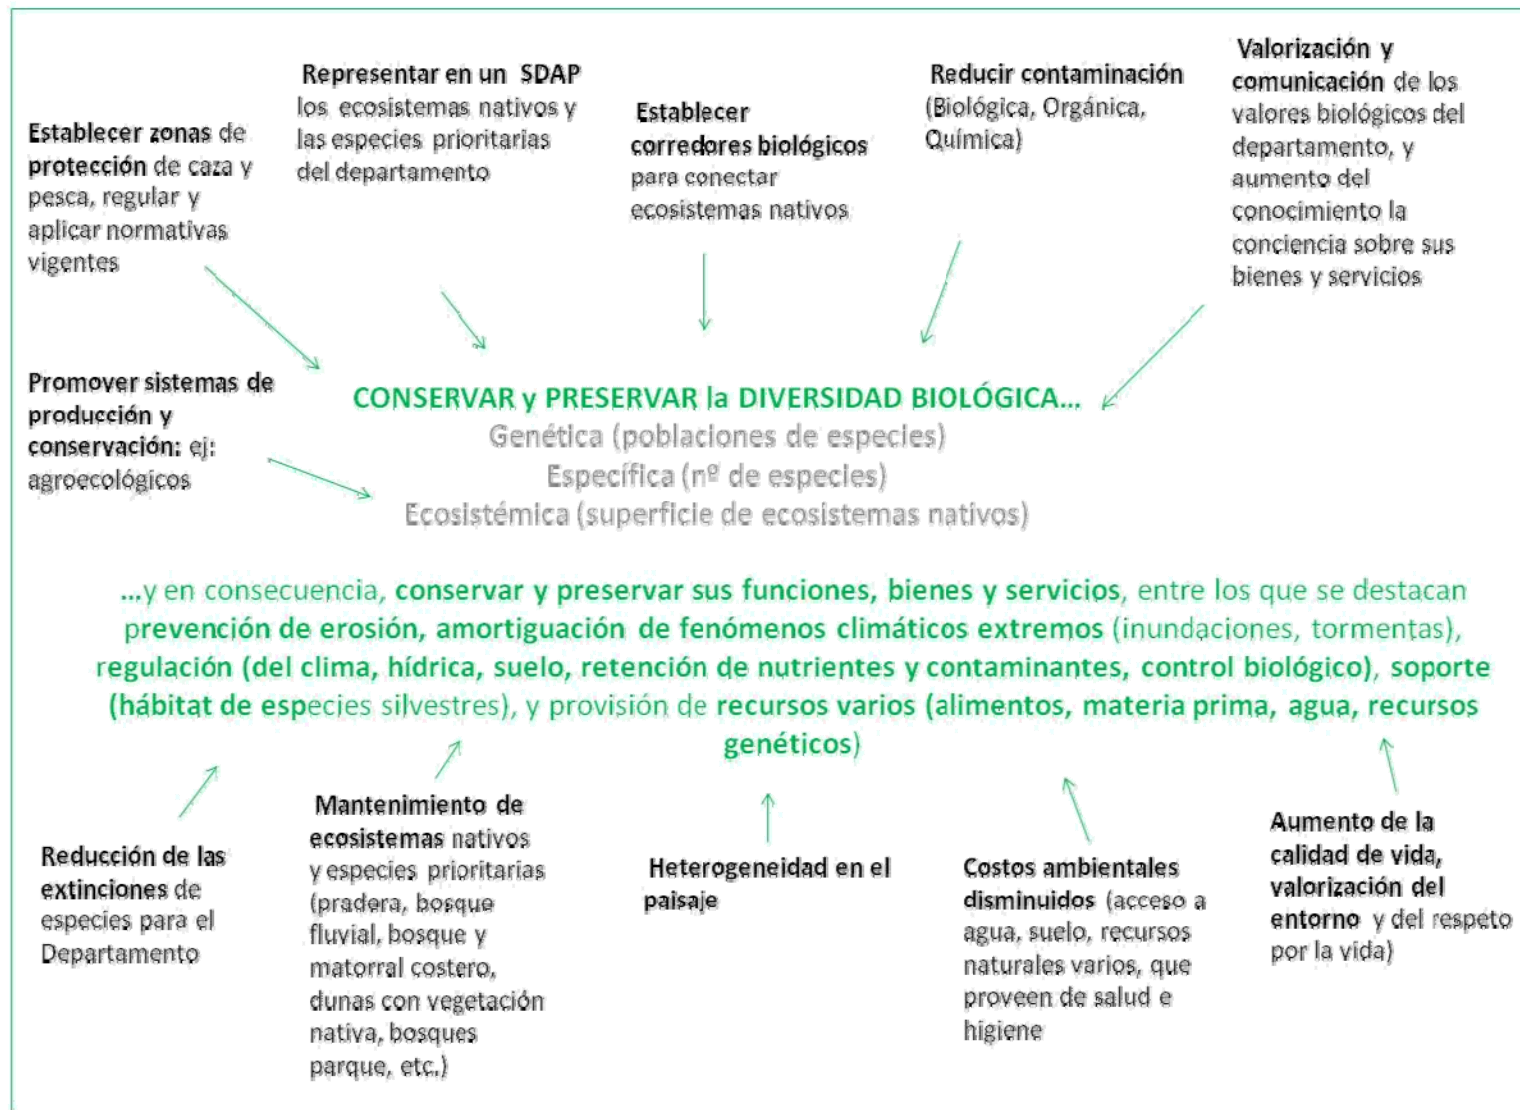 Establecer zonas de
protección de caza y
pesca, regular y
aplicar normativas
vigentes
Representar en un SDAP
los ecosistemas nativos y
las especies prioritarias
del departamento
Establecer
corredores biológicos
para conectar
ecosistemas nativos
Reducir contaminación
(Biológica, Orgánica,
Química)
Valorización y
comunicación de los
valores biológicos del
departamento, y
aumento del
conocimiento la
conciencia sobre sus
bienes y servicios
Promover sistemas de
producción y
conservación: ej:
agroecológicos
CONSERVAR y PRESERVAR la DIVERSIDAD BIOLÓGICA...
Genética (poblaciones de especies)
Específica (nº de especies)
Ecosistémica (superficie de ecosistemas nativos)
...y en consecuencia, conservar y preservar sus funciones, bienes y servicios, entre los que se destacan
prevención de erosión, amortiguación de fenómenos climáticos extremos (inundaciones, tormentas),
regulación (del clima, hídrica, suelo, retención de nutrientes y contaminantes, control biológico), soporte
(hábitat de especies silvestres), y provisión de recursos varios (alimentos, materia prima, agua, recursos
genéticos)
Reducción de las
extinciones de
especies para el
Departamento
Mantenimiento de
ecosistemas nativos
y especies prioritarias
(pradera, bosque
fluvial, bosque y
matorral costero,
dunas con vegetación
nativa, bosques
parque, etc.)
Heterogeneidad en el
paisaje
Costos ambientales
disminuidos (acceso a
agua, suelo, recursos
naturales varios, que
proveen de salud e
higiene
Aumento de la
calidad de vida,
valorización del
entorno y del respeto
por la vida)